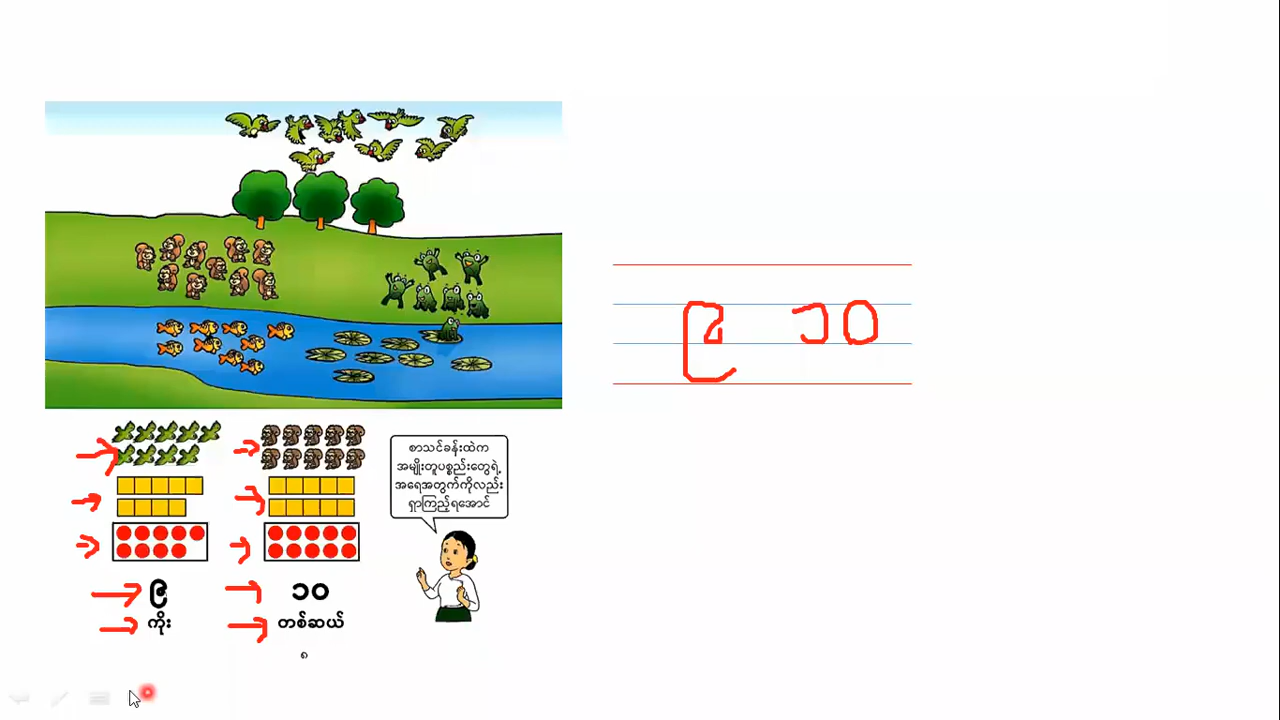 ၉ ၁၀
စာသင်ခန်းထဲက
အမျိုးတူပစ္စည်းတွေရဲ့
အရေအတွက်ကိုလည်း
ရှာကြည့်ရအောင်
၉ ၁၀
ကိုး တစ်ဆယ်
၈